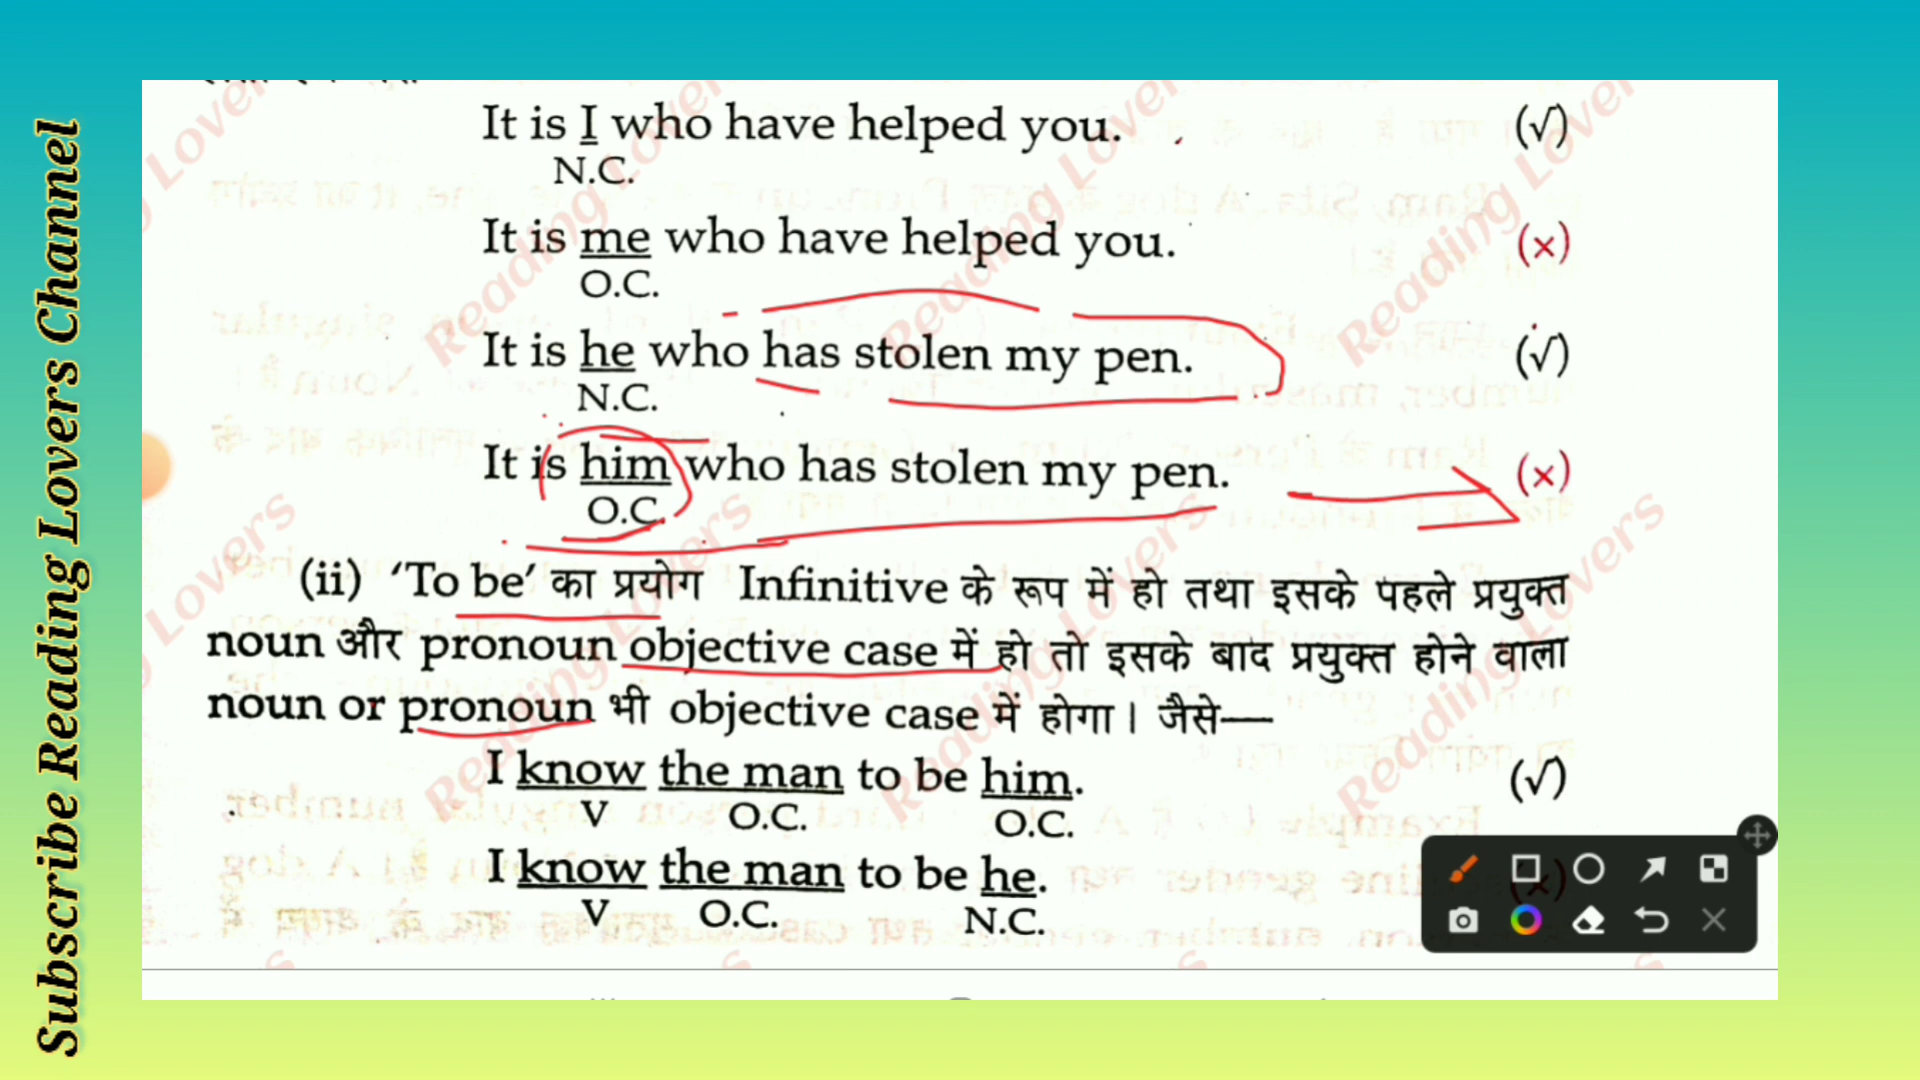 Subscribe Reading Lovers Channel
It is I who have helped you. (√)
N.C.
It is me who have helped you. (×)
O.C.
It is he who has stolen my pen. (√)
N.C.
It is him who has stolen my pen. (×)
O.C.
(ii) ‘To be’ का प्रयोग Infinitive के रूप में हो तथा इसके पहले प्रयुक्त
noun और pronoun objective case में हो तो इसके बाद प्रयुक्त होने वाला
noun or pronoun भी objective case में होगा। जैसे—
I know the man to be him. (√)
V O.C. O.C.
I know the man to be he. (×)
V O.C. N.C.
Reading Lovers